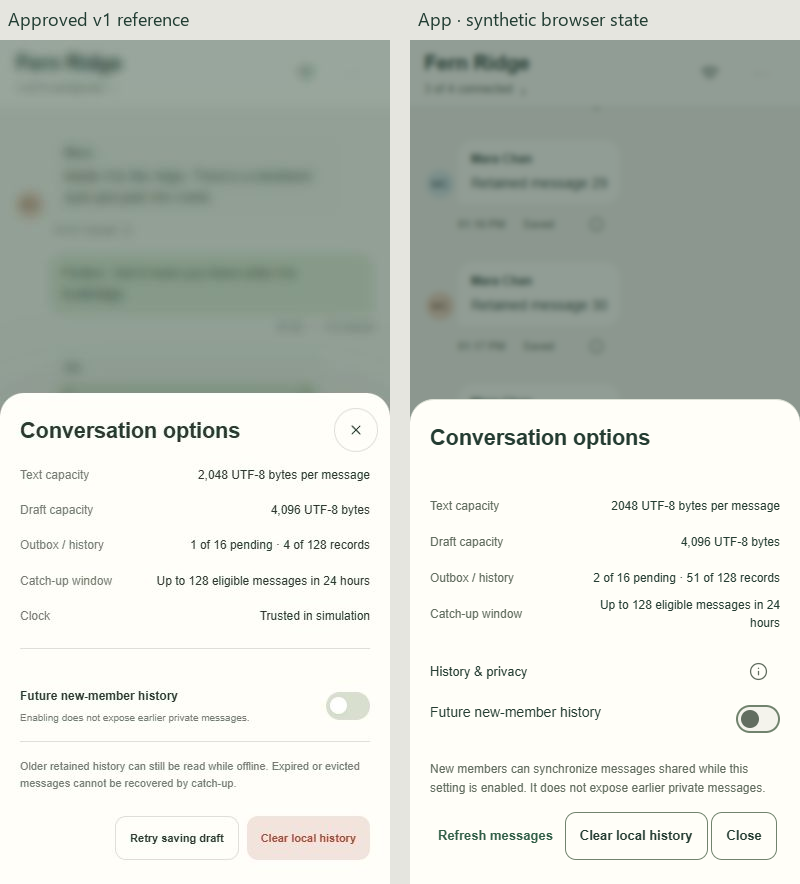 Approved v1 reference
Fern Ridge
Conversation options
Text capacity
2,048 UTF-8 bytes per message
Draft capacity
4,096 UTF-8 bytes
Outbox / history
1 of 16 pending · 4 of 128 records
Catch-up window
Up to 128 eligible messages in 24 hours
Clock
Trusted in simulation
Future new-member history
Enabling does not expose earlier private messages.
Older retained history can still be read while offline. Expired or evicted
messages cannot be recovered by catch-up.
Retry saving draft
Clear local history
App · synthetic browser state
Fern Ridge
3 of 4 connected
Mara Chen
Retained message 29
Saved
Mara Chen
Retained message 30
Saved
Conversation options
Text capacity
2048 UTF-8 bytes per message
Draft capacity
4,096 UTF-8 bytes
Outbox / history
2 of 16 pending · 51 of 128 records
Catch-up window
Up to 128 eligible messages in 24
hours
History & privacy
Future new-member history
New members can synchronize messages shared while this
setting is enabled. It does not expose earlier private messages.
Refresh messages
Clear local history
Close